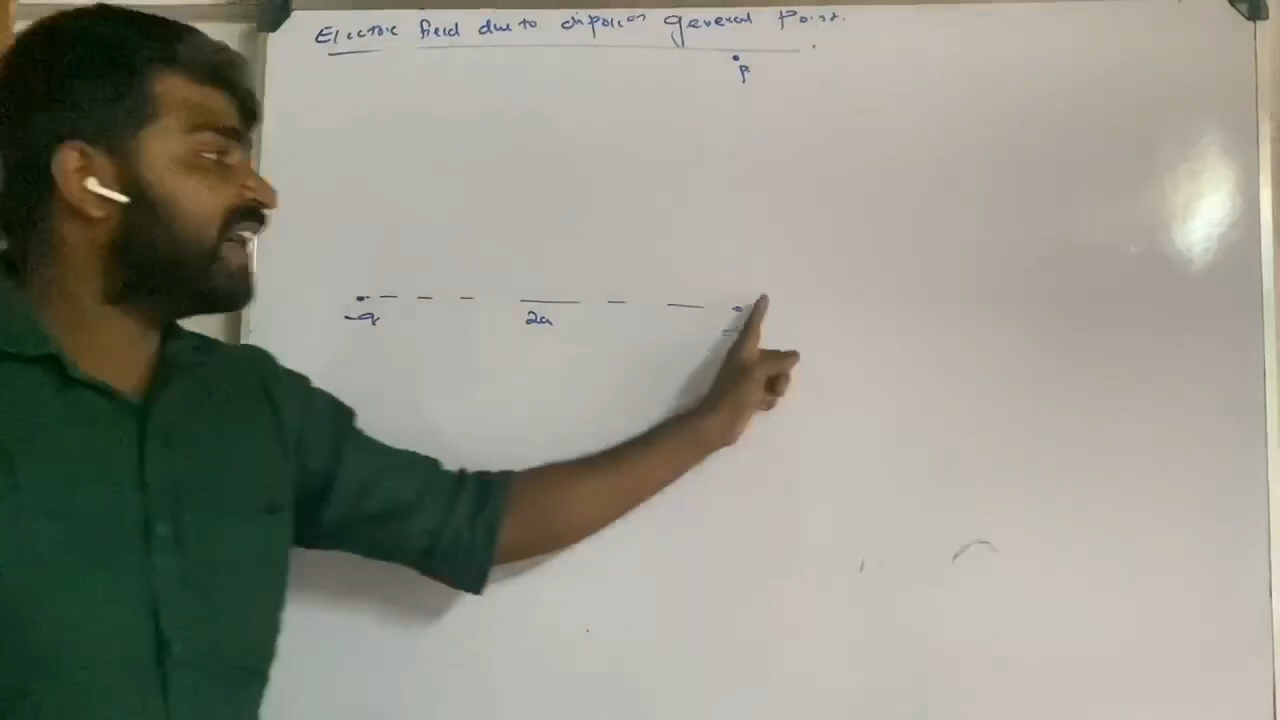 Electric field due to dipole on general Point.
P
-q 2a